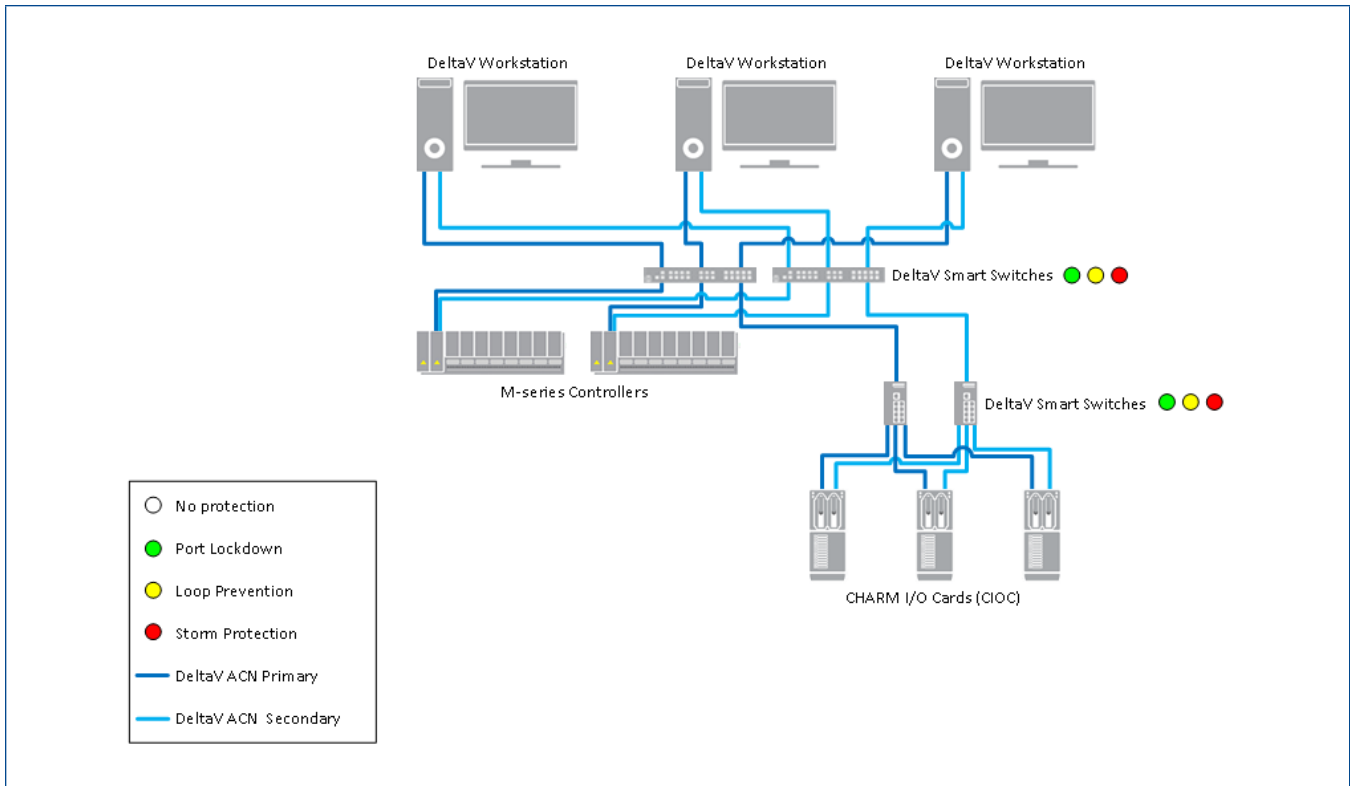 DeltaV Workstation
DeltaV Workstation
DeltaV Workstation
DeltaV Smart Switches
M-series Controllers
DeltaV Smart Switches
CHARM I/O Cards (CIOC)
No protection
Port Lockdown
Loop Prevention
Storm Protection
DeltaV ACN Primary
DeltaV ACN Secondary